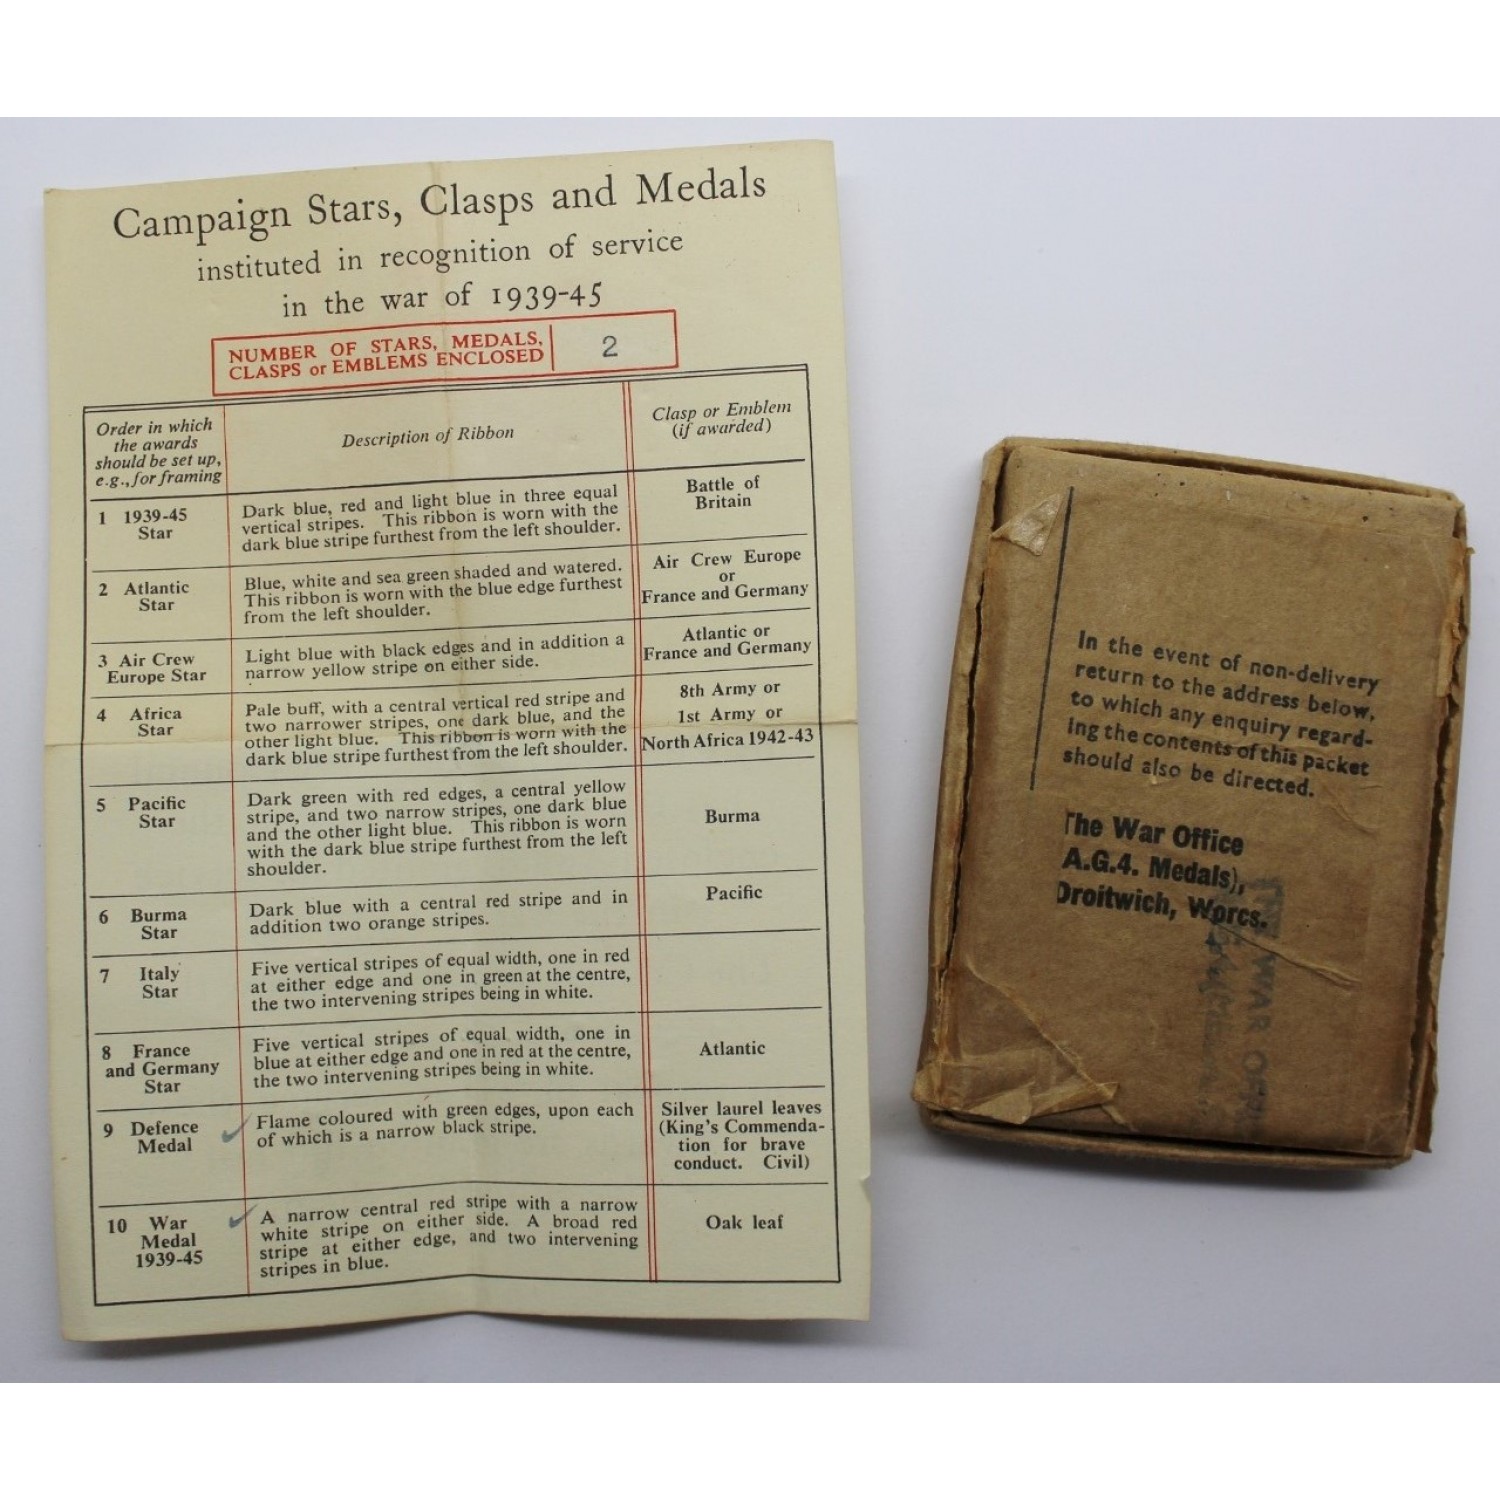 Campaign Stars, Clasps and Medals
instituted in recognition of service
in the war of 1939-45
NUMBER OF STARS, MEDALS,
CLASPS or EMBLEMS ENCLOSED
2
Order in which
the awards
should be set up,
e.g., for framing
Description of Ribbon
Clasp or Emblem
(if awarded)
1 1939-45
Star
Dark blue, red and light blue in three equal
vertical stripes. This ribbon is worn with the
dark blue stripe furthest from the left shoulder.
Battle of
Britain
2 Atlantic
Star
Blue, white and sea green shaded and watered.
This ribbon is worn with the blue edge furthest
from the left shoulder.
Air Crew Europe
or
France and Germany
3 Air Crew
Europe Star
Light blue with black edges and in addition a
narrow yellow stripe on either side.
Atlantic or
France and Germany
4 Africa
Star
Pale buff, with a central vertical red stripe and
two narrower stripes, one dark blue, and the
other light blue. This ribbon is worn with the
dark blue stripe furthest from the left shoulder.
8th Army or
1st Army or
North Africa 1942-43
5 Pacific
Star
Dark green with red edges, a central yellow
stripe, and two narrow stripes, one dark blue
and the other light blue. This ribbon is worn
with the dark blue stripe furthest from the left
shoulder.
Burma
6 Burma
Star
Dark blue with a central red stripe and in
addition two orange stripes.
Pacific
7 Italy
Star
Five vertical stripes of equal width, one in red
at either edge and one in green at the centre,
the two intervening stripes being in white.
8 France
and Germany
Star
Five vertical stripes of equal width, one in
blue at either edge and one in red at the centre,
the two intervening stripes being in white.
Atlantic
9 Defence
Medal
Flame coloured with green edges, upon each
of which is a narrow black stripe.
Silver laurel leaves
(King's Commenda-
tion for brave
conduct. Civil)
10 War
Medal
1939-45
A narrow central red stripe with a narrow
white stripe on either side. A broad red
stripe at either edge, and two intervening
stripes in blue.
Oak leaf
In the event of non-delivery
return to the address below,
to which any enquiry regard-
ing the contents of this packet
should also be directed.
The War Office
A.G.4. Medals),
Droitwich, Worcs.
WAR OFFI